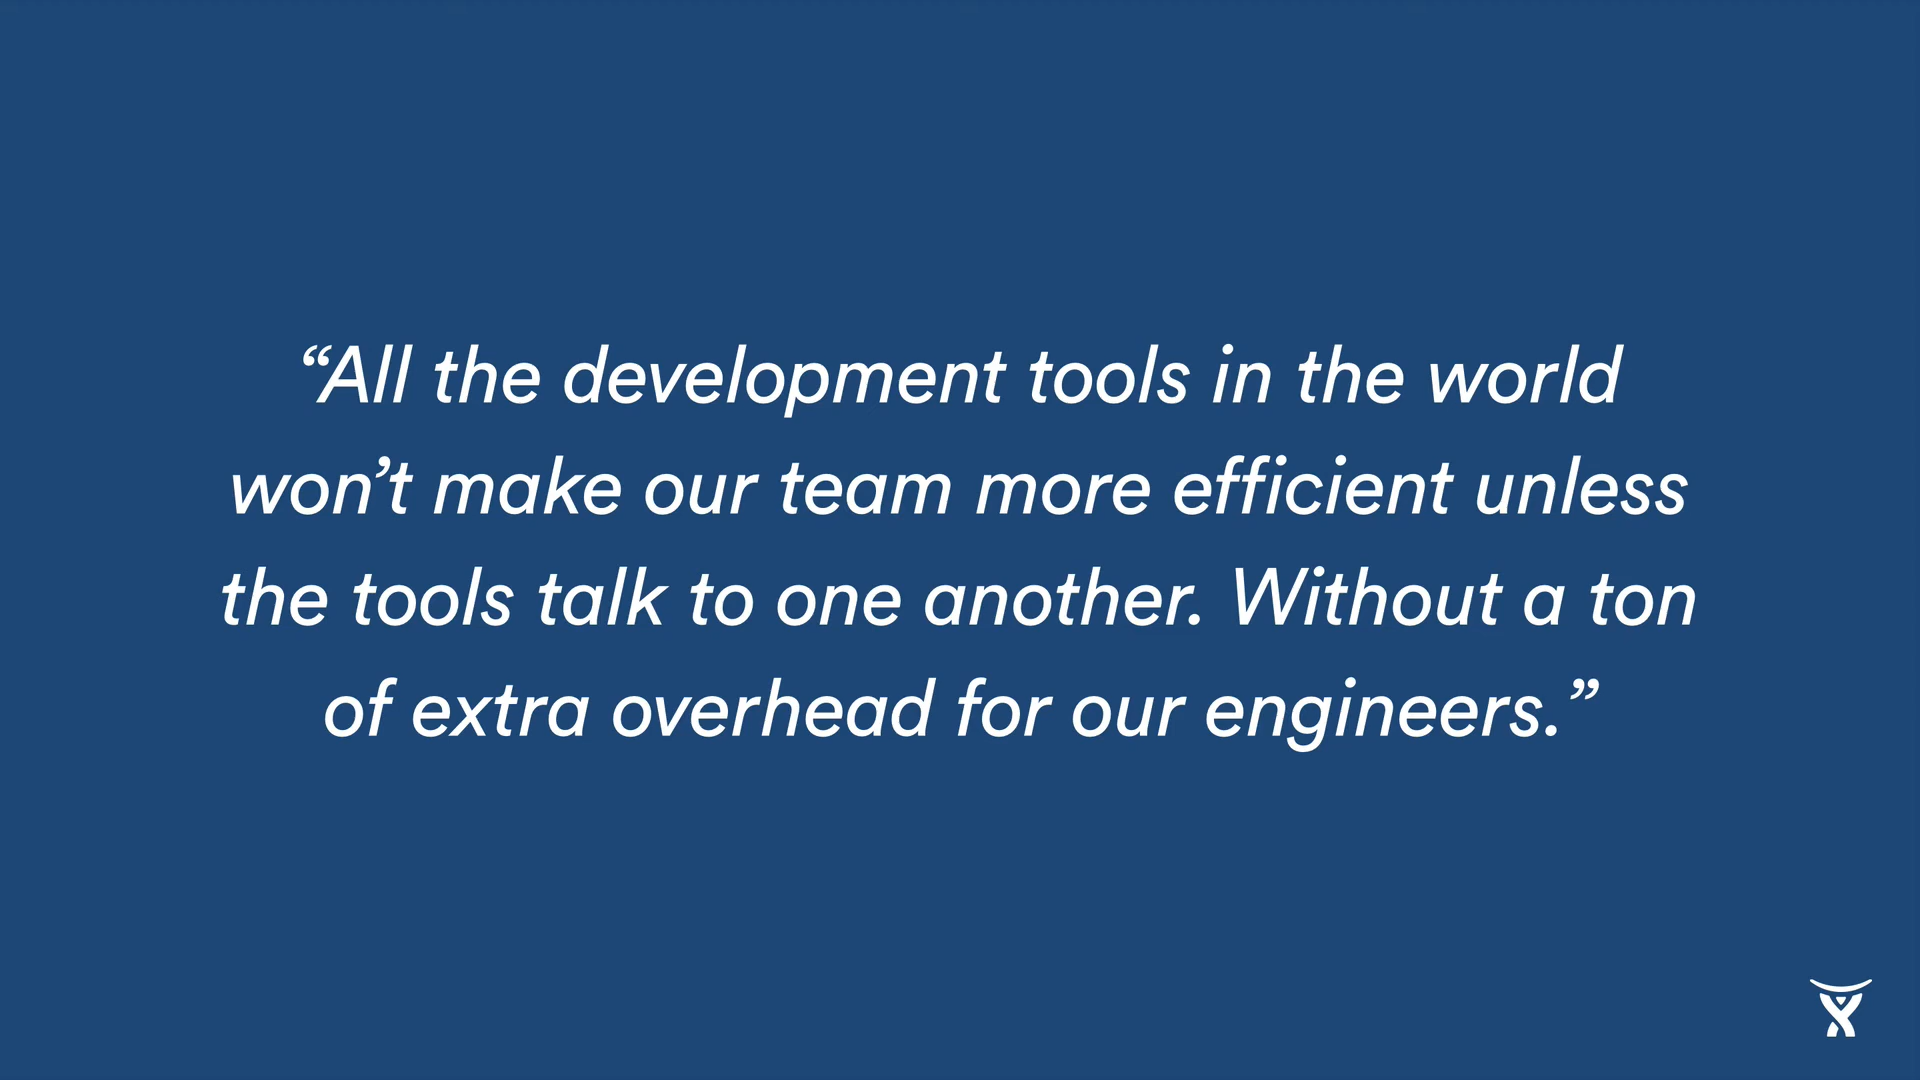 “All the development tools in the world
won’t make our team more efficient unless
the tools talk to one another. Without a ton
of extra overhead for our engineers.”